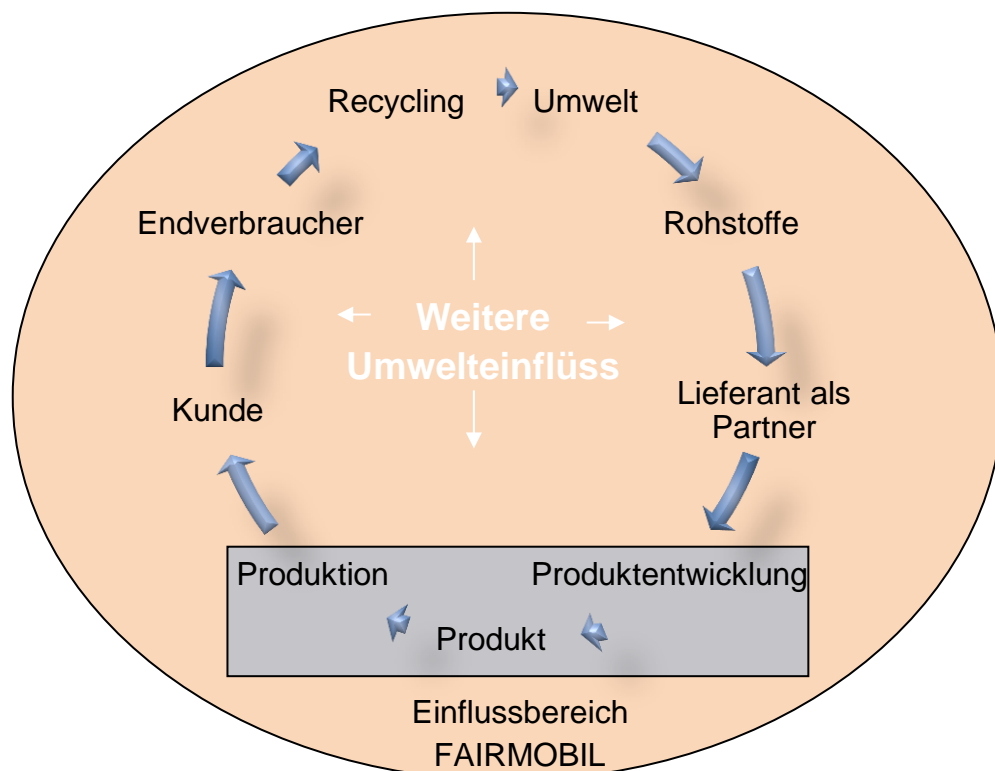 Recycling
Umwelt
Endverbraucher
Rohstoffe
Weitere
Umwelteinflüss
Kunde
Lieferant als
Partner
Produktion
Produktentwicklung
Produkt
Einflussbereich
FAIRMOBIL